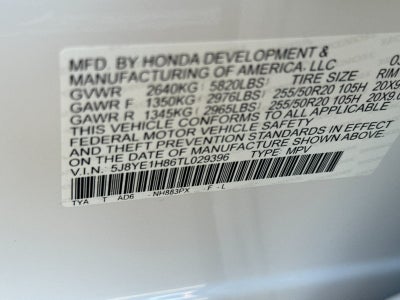 MFD. BY HONDA DEVELOPMENT &
MANUFACTURING OF AMERICA, LLC 03
GVWR 2640KG 5820LBS TIRE SIZE RIM
GAWR F 1350KG 2976LBS 255/50R20 105H 20X9.
GAWR R 1345KG 2965LBS 255/50R20 105H 20X9.0
THIS VEHICLE CONFORMS TO ALL APPLICABLE
FEDERAL MOTOR VEHICLE SAFETY
AND THEFT PREVENTION STANDARDS IN EFFECT
ON THE DATE OF MANUFACTURE SHOWN ABOVE.
V.I.N. 5J8YE1H86TL029396 TYPE: MPV
TYA T AD6 - NH883PX F - L